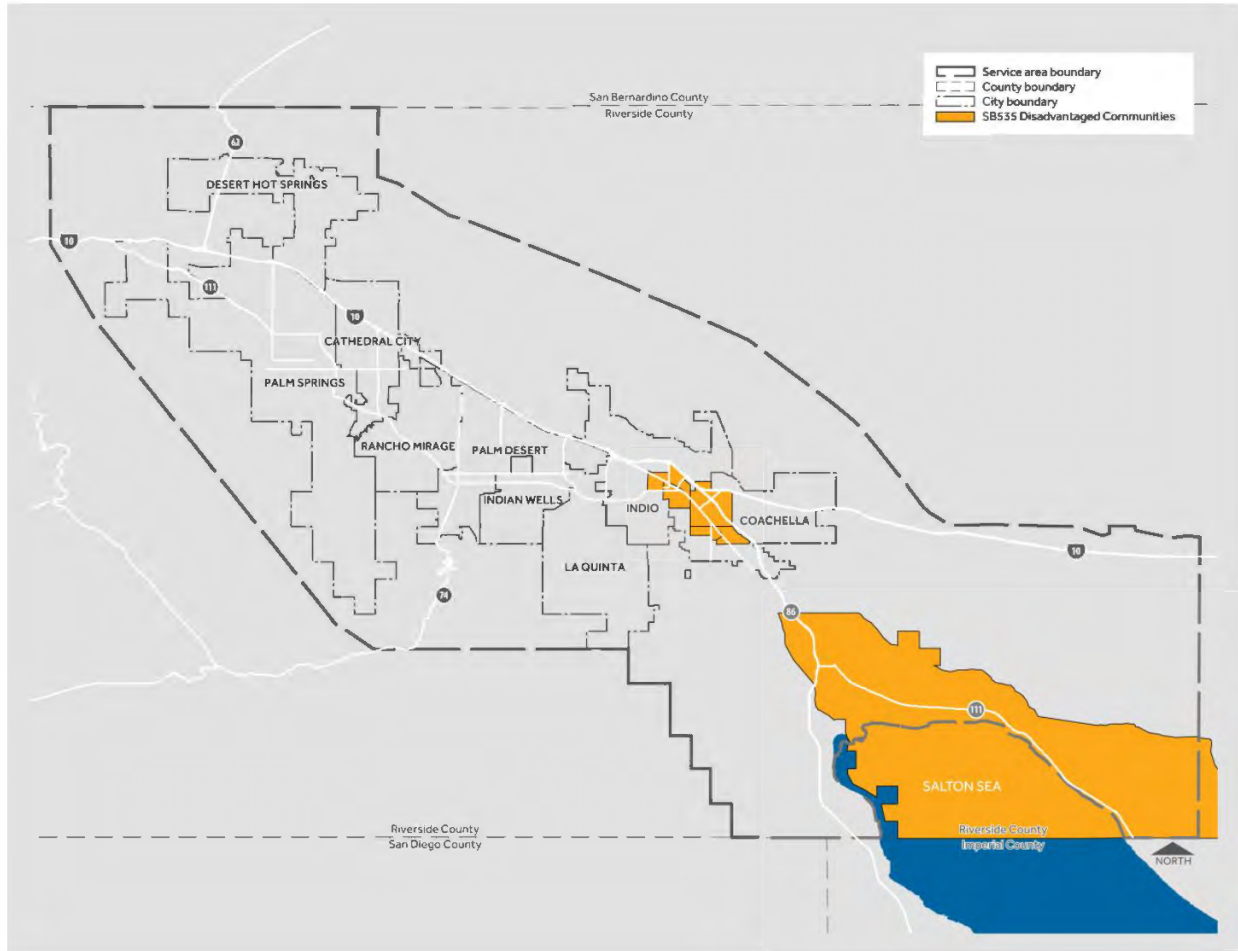 Service area boundary
County boundary
City boundary
SB535 Disadvantaged Communities
San Bernardino County
Riverside County
62
DESERT HOT SPRINGS
10
111
10
CATHEDRAL CITY
PALM SPRINGS
RANCHO MIRAGE
PALM DESERT
INDIAN WELLS
INDIO
COACHELLA
10
LA QUINTA
74
86
111
SALTON SEA
Riverside County
San Diego County
Riverside County
Imperial County
NORTH